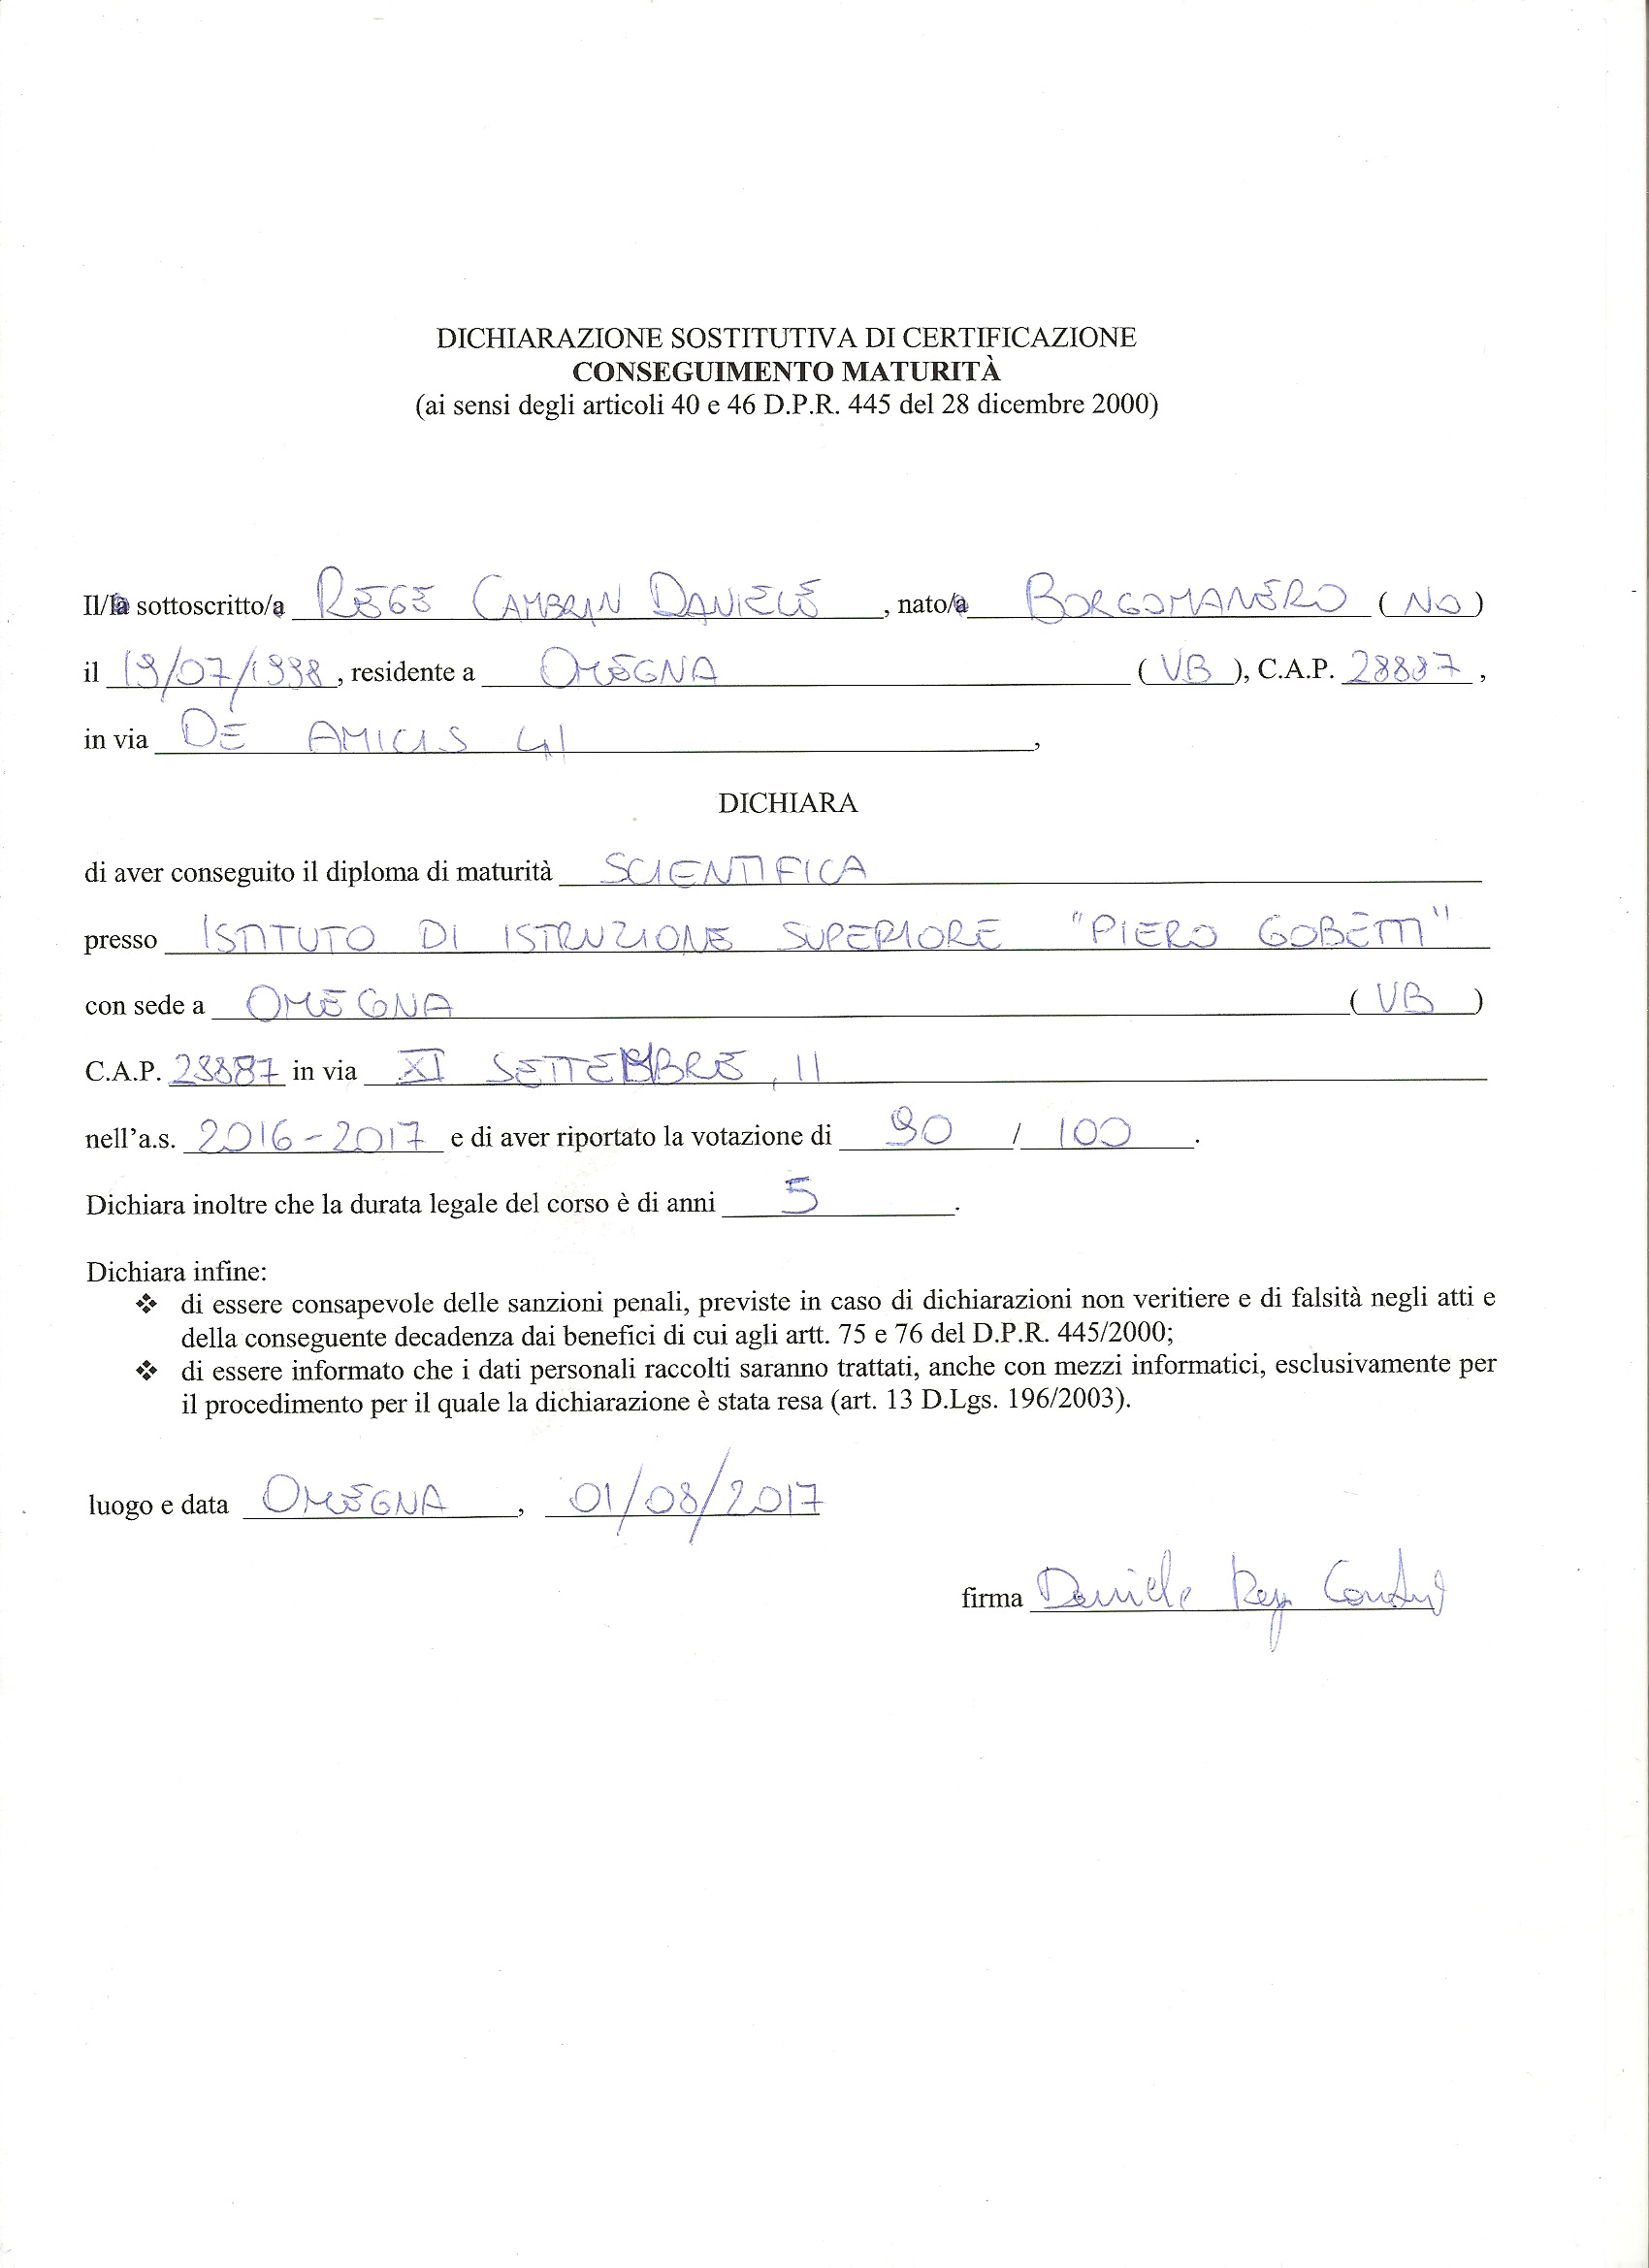 DICHIARAZIONE SOSTITUTIVA DI CERTIFICAZIONE
CONSEGUIMENTO MATURITÀ
(ai sensi degli articoli 40 e 46 D.P.R. 445 del 28 dicembre 2000)
Il/la sottoscritto/a REGE CAMBRIN DANIELE, nato/a BORGOMANERO (NO)
il 19/07/1998, residente a OMEGNA (VB), C.A.P. 28887,
in via DE AMICIS 41,
DICHIARA
di aver conseguito il diploma di maturità SCIENTIFICA
presso ISTITUTO DI ISTRUZIONE SUPERIORE "PIERO GOBETTI"
con sede a OMEGNA (VB)
C.A.P. 28887 in via XI SETTEMBRE, 11
nell'a.s. 2016-2017 e di aver riportato la votazione di 90 / 100.
Dichiara inoltre che la durata legale del corso è di anni 5.
Dichiara infine:
❖ di essere consapevole delle sanzioni penali, previste in caso di dichiarazioni non veritiere e di falsità negli atti e
della conseguente decadenza dai benefici di cui agli artt. 75 e 76 del D.P.R. 445/2000;
❖ di essere informato che i dati personali raccolti saranno trattati, anche con mezzi informatici, esclusivamente per
il procedimento per il quale la dichiarazione è stata resa (art. 13 D.Lgs. 196/2003).
luogo e data OMEGNA, 01/08/2017
firma Daniele Rege